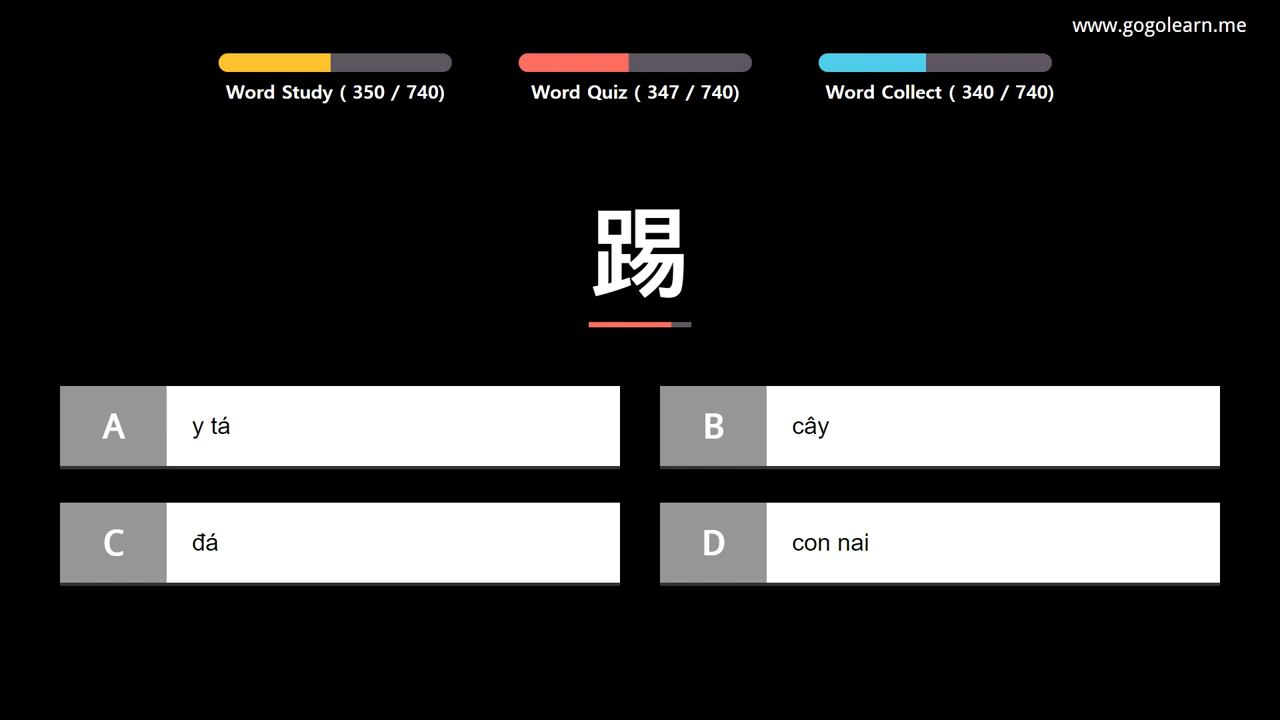 www.gogolearn.me
Word Study ( 350 / 740)
Word Quiz ( 347 / 740)
Word Collect ( 340 / 740)
踢
A y tá
B cây
C đá
D con nai